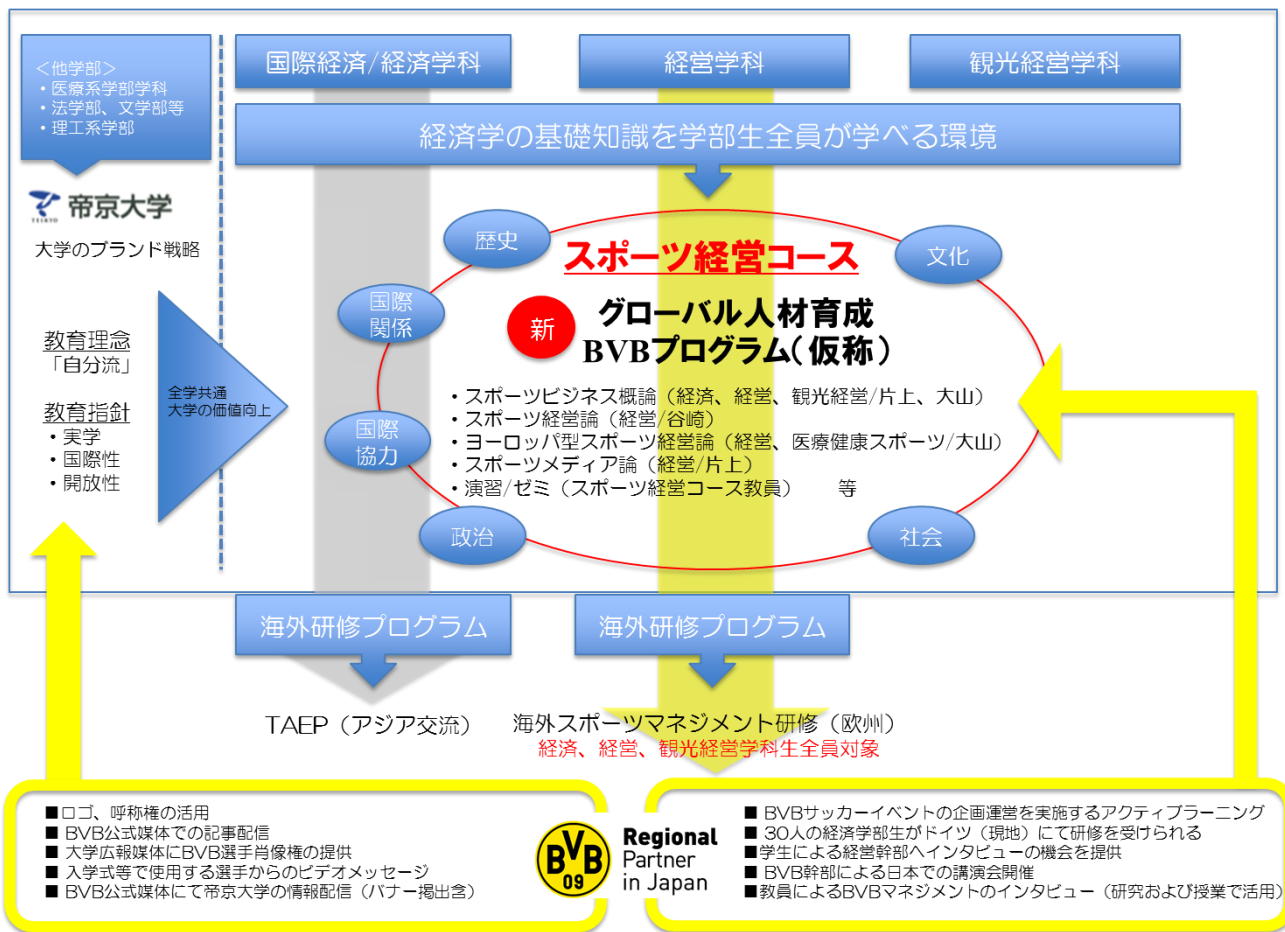 ＜他学部＞
・医療系学部学科
・法学部、文学部等
・理工系学部
国際経済/経済学科
経営学科
観光経営学科
経済学の基礎知識を学部生全員が学べる環境
TEIKYO
帝京大学
大学のブランド戦略
教育理念
「自分流」
教育指針
・実学
・国際性
・開放性
全学共通
大学の価値向上
歴史
文化
国際
関係
国際
協力
政治
社会
スポーツ経営コース
新
グローバル人材育成
BVBプログラム（仮称）
・スポーツビジネス概論（経済、経営、観光経営/片上、大山）
・スポーツ経営論（経営/谷崎）
・ヨーロッパ型スポーツ経営論（経営、医療健康スポーツ/大山）
・スポーツメディア論（経営/片上）
・演習/ゼミ（スポーツ経営コース教員）　等
海外研修プログラム
海外研修プログラム
TAEP（アジア交流）
海外スポーツマネジメント研修（欧州）
経済、経営、観光経営学科生全員対象
■ロゴ、呼称権の活用
■ BVB公式媒体での記事配信
■ 大学広報媒体にBVB選手肖像権の提供
■ 入学式等で使用する選手からのビデオメッセージ
■ BVB公式媒体にて帝京大学の情報配信（バナー掲出含）
BVB
09
Regional
Partner
in Japan
■ BVBサッカーイベントの企画運営を実施するアクティブラーニング
■ 30人の経済学部生がドイツ（現地）にて研修を受けられる
■学生による経営幹部へインタビューの機会を提供
■ BVB幹部による日本での講演会開催
■教員によるBVBマネジメントのインタビュー（研究および授業で活用）